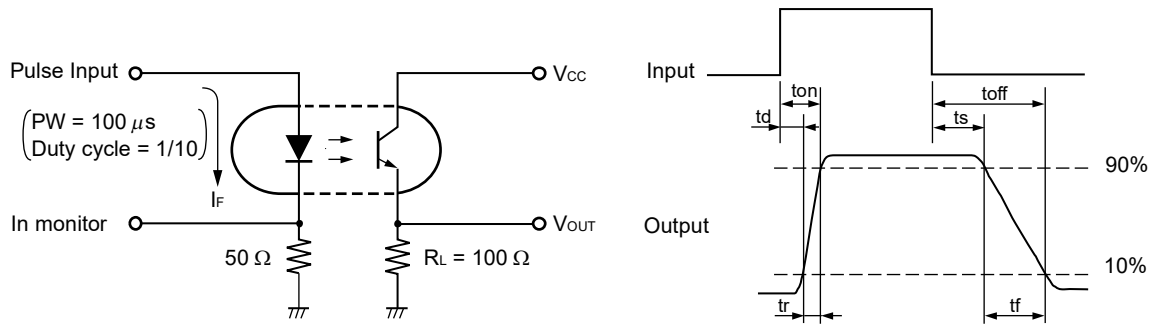 Pulse Input
VCC
PW = 100 μs
Duty cycle = 1/10
IF
In monitor
VOUT
50 Ω
RL = 100 Ω
Input
ton
toff
td
ts
90%
Output
10%
tr
tf